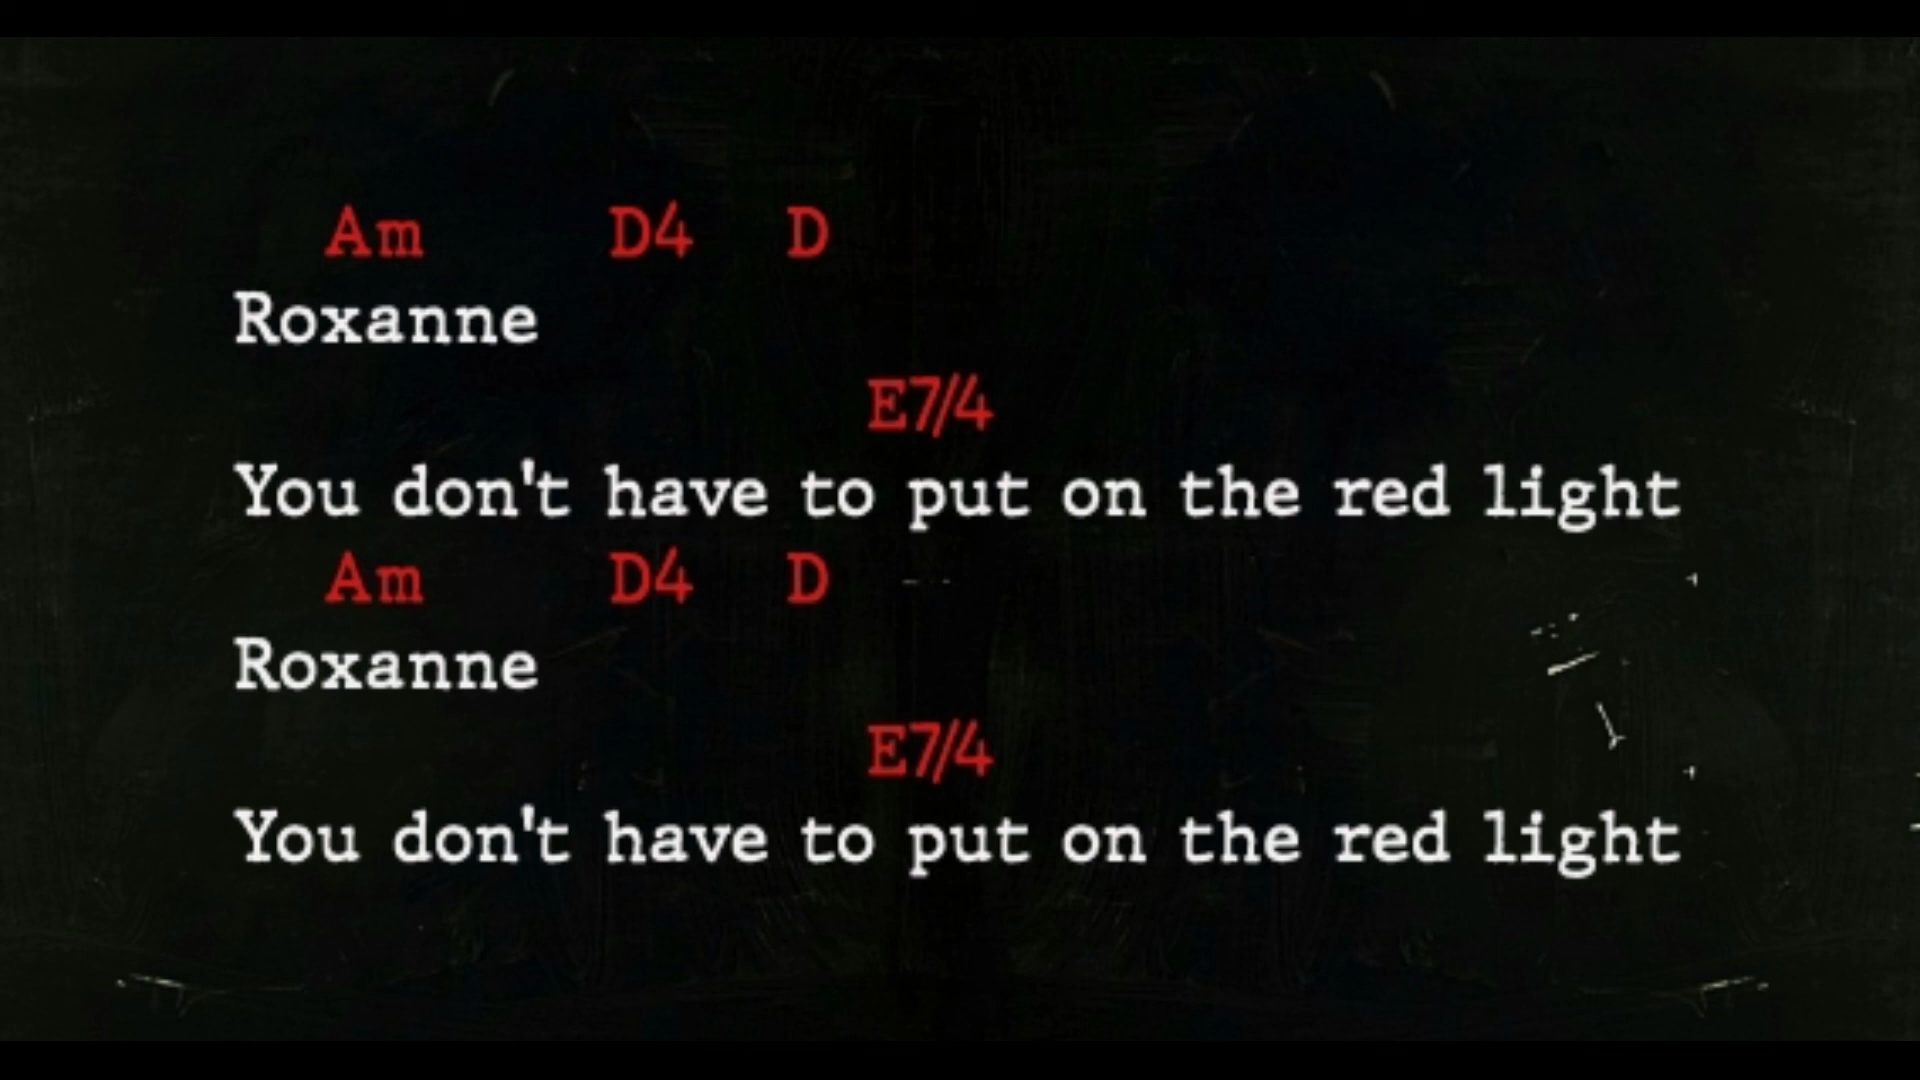 Am D4 D
Roxanne
E7/4
You don't have to put on the red light
Am D4 D
Roxanne
E7/4
You don't have to put on the red light